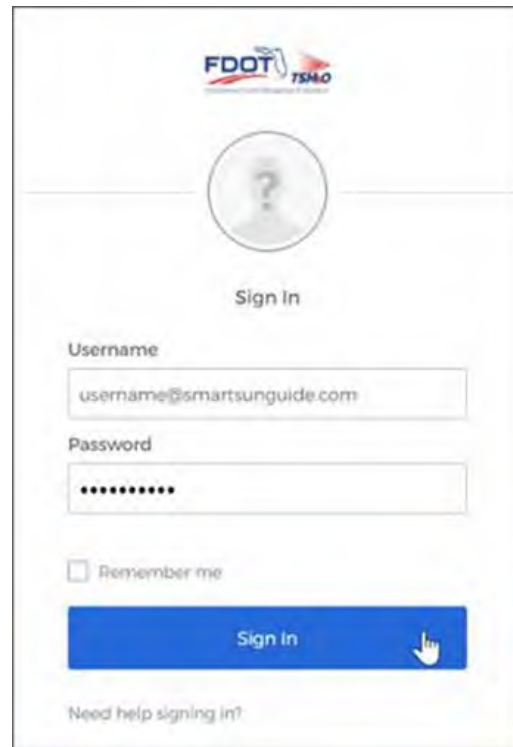 FDOT
TSM&O
?
Sign In
Username
username@smartsunguide.com
Password
••••••••••
Remember me
Sign In
Need help signing in?